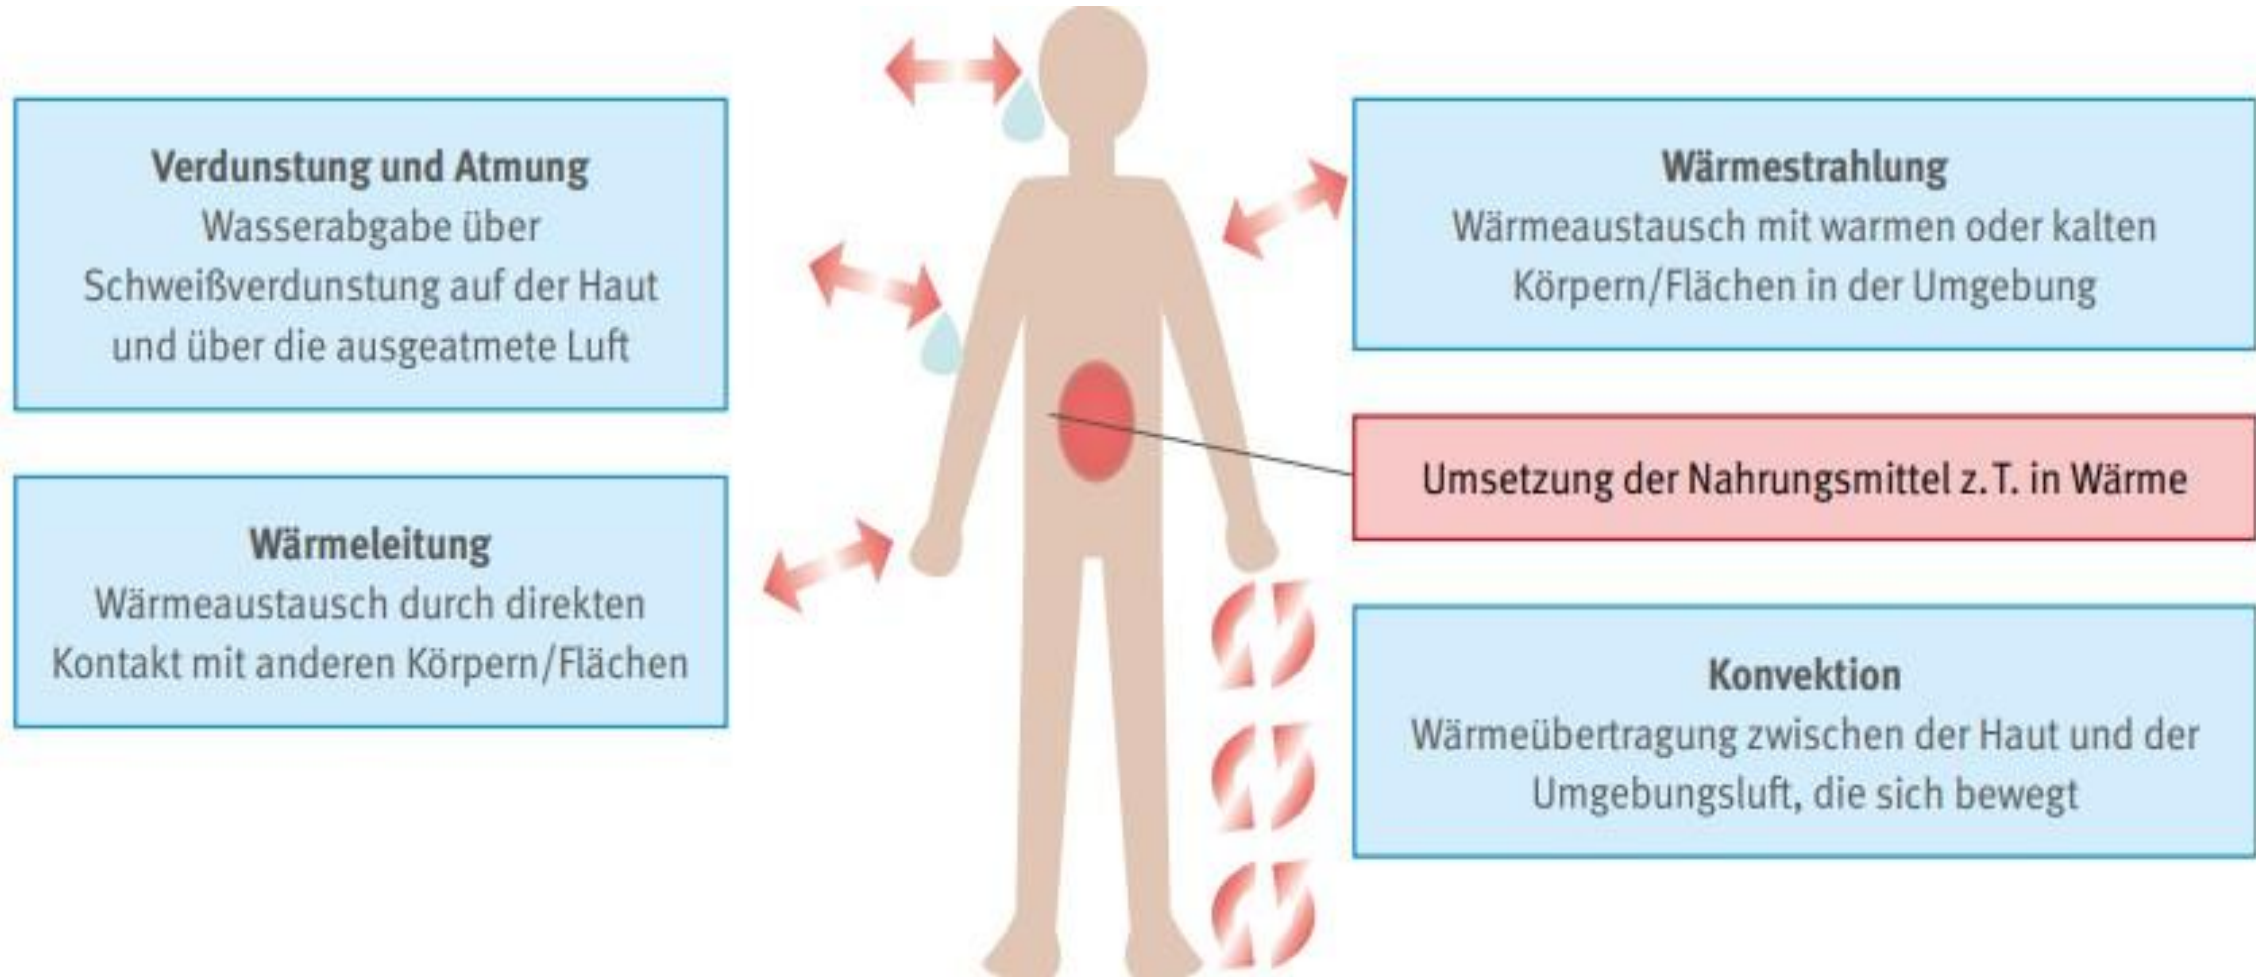 Verdunstung und Atmung
Wasserabgabe über
Schweißverdunstung auf der Haut
und über die ausgeatmete Luft
Wärmeleitung
Wärmeaustausch durch direkten
Kontakt mit anderen Körpern/Flächen
Wärmestrahlung
Wärmeaustausch mit warmen oder kalten
Körpern/Flächen in der Umgebung
Umsetzung der Nahrungsmittel z. T. in Wärme
Konvektion
Wärmeübertragung zwischen der Haut und der
Umgebungsluft, die sich bewegt